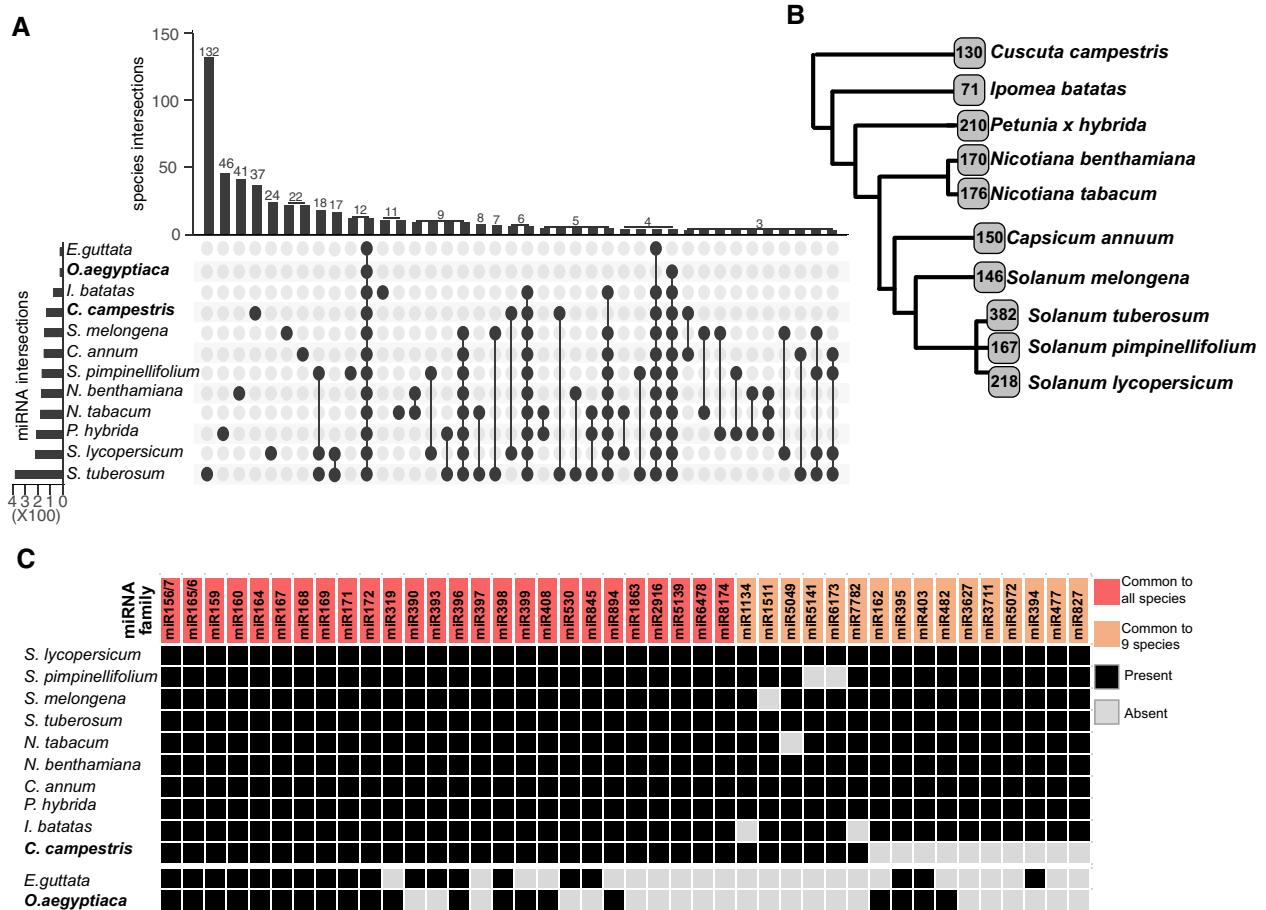 A
species intersections
150
100
50
0
132
46
41
37
24
22
18
17
12
11
9
8
7
6
5
4
3
miRNA intersections
E.guttata
O.aegyptiaca
I. batatas
C. campestris
S. melongena
C. annum
S. pimpinellifolium
N. benthamiana
N. tabacum
P. hybrida
S. lycopersicum
S. tuberosum
4 3 2 1 0
(X100)
B
130 Cuscuta campestris
71 Ipomea batatas
210 Petunia x hybrida
170 Nicotiana benthamiana
176 Nicotiana tabacum
150 Capsicum annuum
146 Solanum melongena
382 Solanum tuberosum
167 Solanum pimpinellifolium
218 Solanum lycopersicum
C
miRNA
family
miR156/7
miR165/6
miR159
miR160
miR164
miR167
miR168
miR169
miR171
miR172
miR319
miR390
miR393
miR396
miR397
miR398
miR399
miR408
miR530
miR845
miR894
miR1863
miR2916
miR5139
miR6478
miR8174
miR1134
miR1511
miR5049
miR5141
miR6173
miR7782
miR162
miR395
miR403
miR482
miR3627
miR3711
miR5072
miR394
miR477
miR827
Common to
all species
Common to
9 species
Present
Absent
S. lycopersicum
S. pimpinellifolium
S. melongena
S. tuberosum
N. tabacum
N. benthamiana
C. annum
P. hybrida
I. batatas
C. campestris
E.guttata
O.aegyptiaca